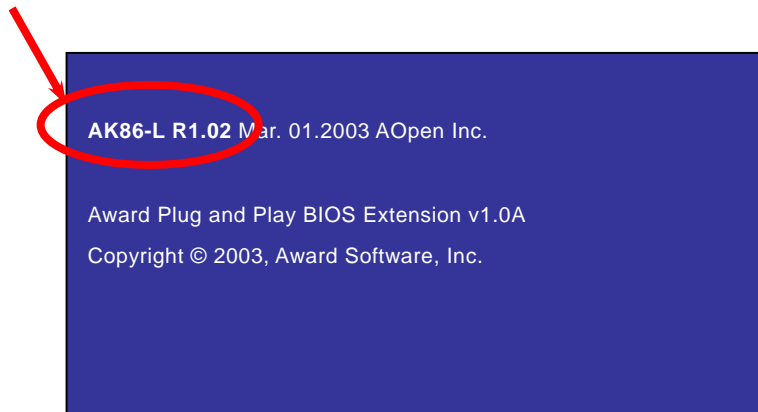 AK86-L R1.02 Mar. 01.2003 AOpen Inc.
Award Plug and Play BIOS Extension v1.0A
Copyright © 2003, Award Software, Inc.